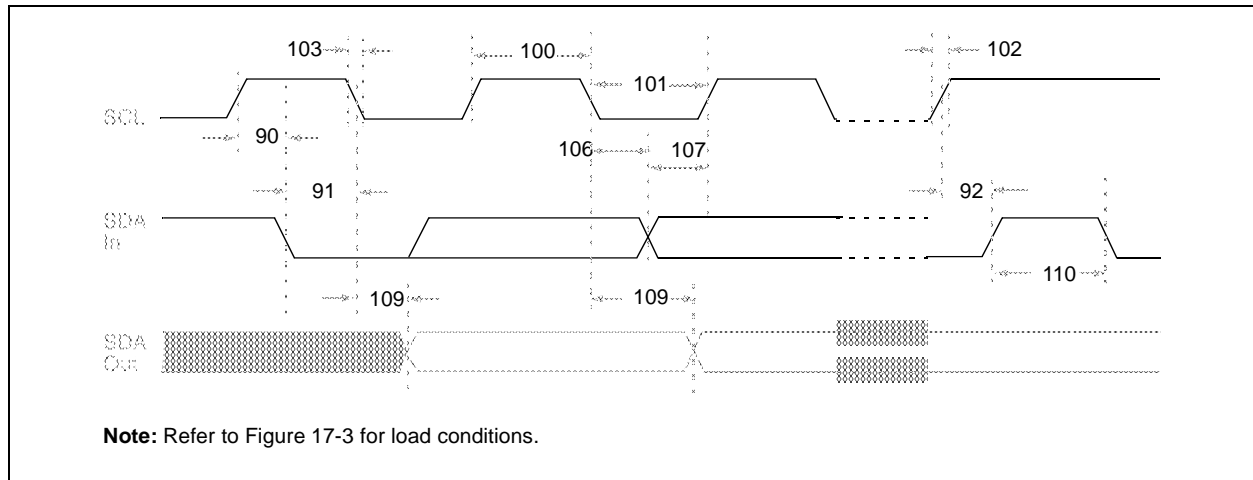 103 100 102
101
SCL
90 106 107
91 92
SDA
In
109 109 110
SDA
Out
Note: Refer to Figure 17-3 for load conditions.